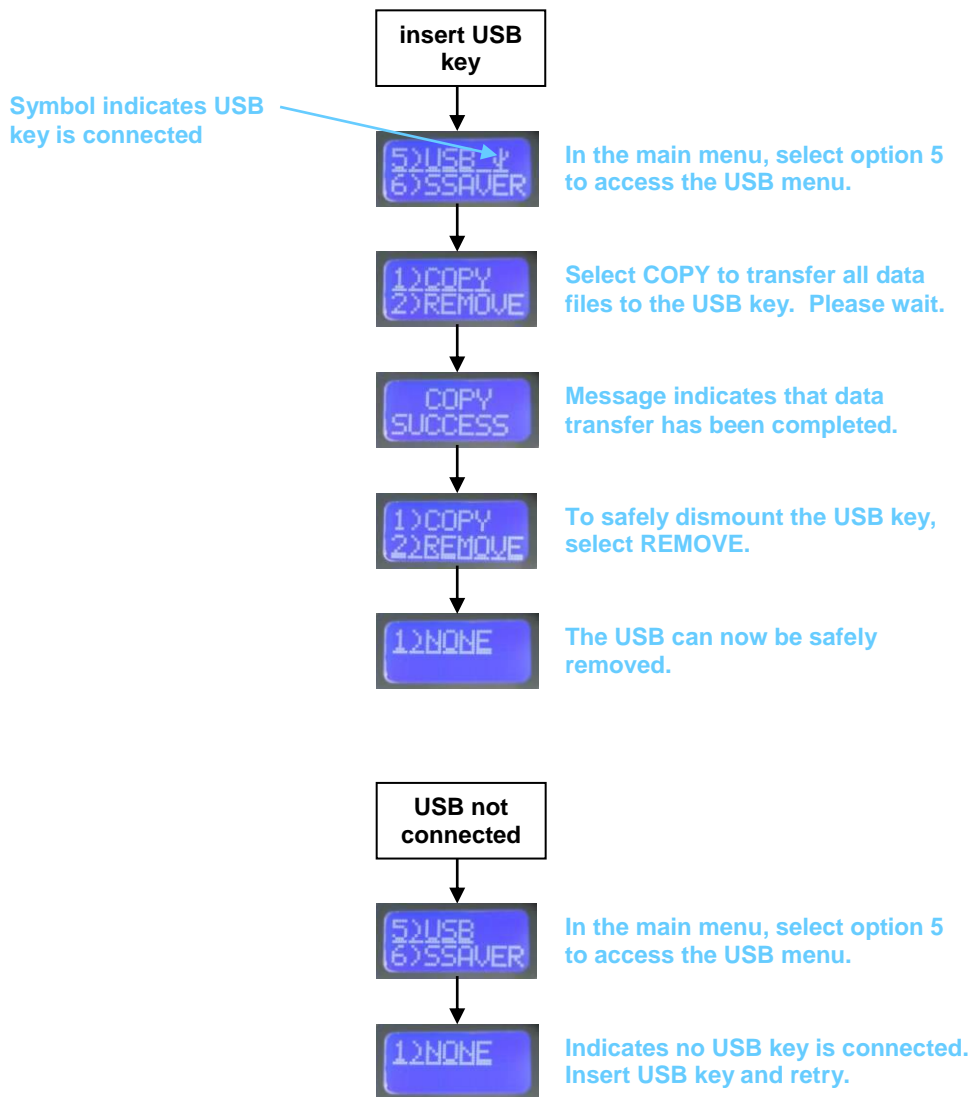 insert USB
key
Symbol indicates USB
key is connected
5)USB
6)SSAVER
In the main menu, select option 5
to access the USB menu.
1)COPY
2)REMOVE
Select COPY to transfer all data
files to the USB key.  Please wait.
COPY
SUCCESS
Message indicates that data
transfer has been completed.
1)COPY
2)REMOVE
To safely dismount the USB key,
select REMOVE.
1)NONE
The USB can now be safely
removed.
USB not
connected
5)USB
6)SSAVER
In the main menu, select option 5
to access the USB menu.
1)NONE
Indicates no USB key is connected.
Insert USB key and retry.